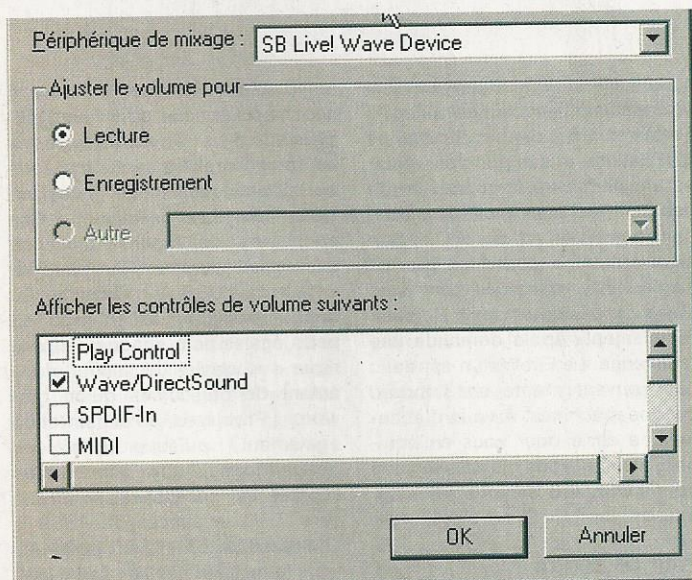 Périphérique de mixage : SB Live! Wave Device
Ajuster le volume pour
Lecture
Enregistrement
Autre
Afficher les contrôles de volume suivants :
Play Control
Wave/DirectSound
SPDIF-In
MIDI
OK Annuler